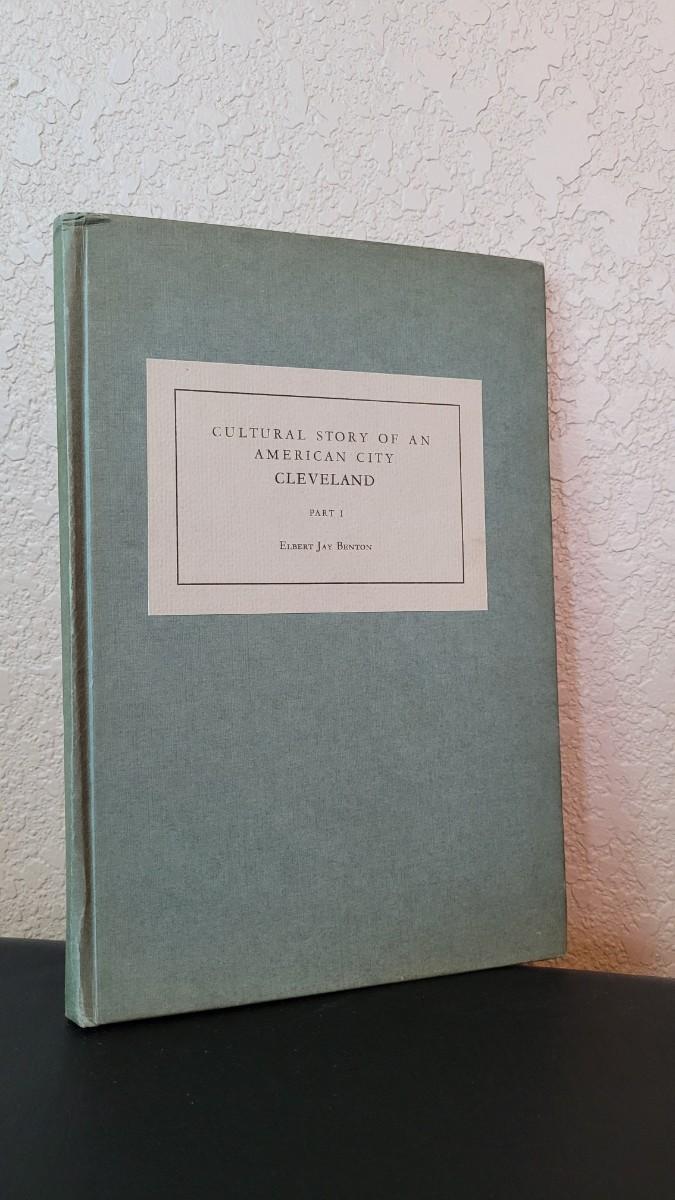 CULTURAL STORY OF AN
AMERICAN CITY
CLEVELAND
PART I
ELBERT JAY BENTON